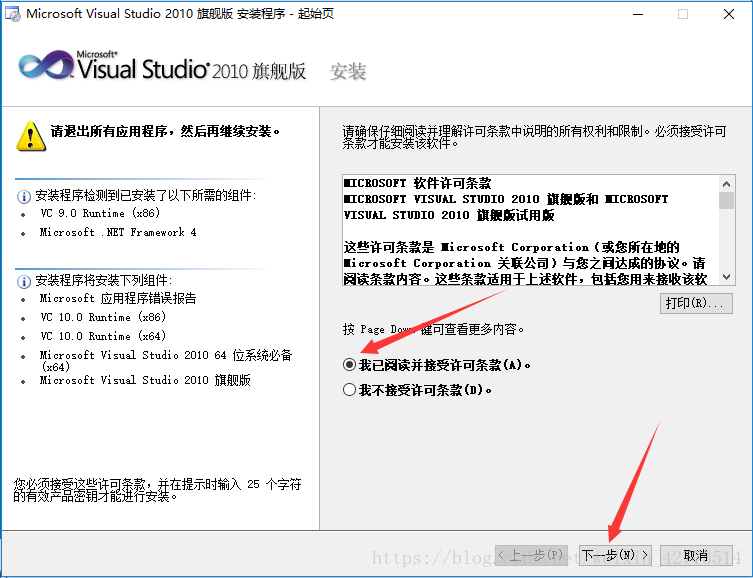 Microsoft Visual Studio 2010 旗舰版 安装程序 - 起始页
Microsoft®
Visual Studio® 2010 旗舰版 安装
请退出所有应用程序，然后再继续安装。
安装程序检测到已安装了以下所需的组件:
VC 9.0 Runtime (x86)
Microsoft .NET Framework 4
安装程序将安装下列组件:
Microsoft 应用程序错误报告
VC 10.0 Runtime (x86)
VC 10.0 Runtime (x64)
Microsoft Visual Studio 2010 64 位系统必备
(x64)
Microsoft Visual Studio 2010 旗舰版
您必须接受这些许可条款，并在提示时输入 25 个字符
的有效产品密钥才能进行安装。
请确保仔细阅读并理解许可条款中说明的所有权利和限制。必须接受许可
条款才能安装该软件。
MICROSOFT 软件许可条款
MICROSOFT VISUAL STUDIO 2010 旗舰版和 MICROSOFT
VISUAL STUDIO 2010 旗舰版试用版
这些许可条款是 Microsoft Corporation（或您所在地的
Microsoft Corporation 关联公司）与您之间达成的协议。请
阅读条款内容。这些条款适用于上述软件，包括您用来接收该软
打印(R)...
按 Page Down 键可查看更多内容。
我已阅读并接受许可条款(A)。
我不接受许可条款(D)。
< 上一步(P)
下一步(N) >
取消
https://blog.